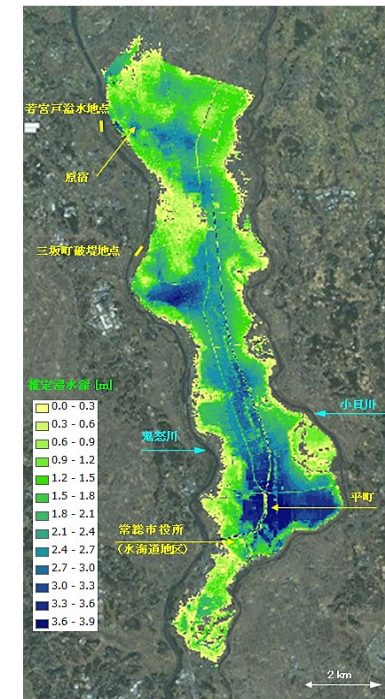 若宮戸溢水地点
原宿
三坂町破堤地点
推定浸水深 [m]
0.0 - 0.3
0.3 - 0.6
0.6 - 0.9
0.9 - 1.2
1.2 - 1.5
1.5 - 1.8
1.8 - 2.1
2.1 - 2.4
2.4 - 2.7
2.7 - 3.0
3.0 - 3.3
3.3 - 3.6
3.6 - 3.9
小貝川
鬼怒川
平町
常総市役所
(水海道地区)
2 km